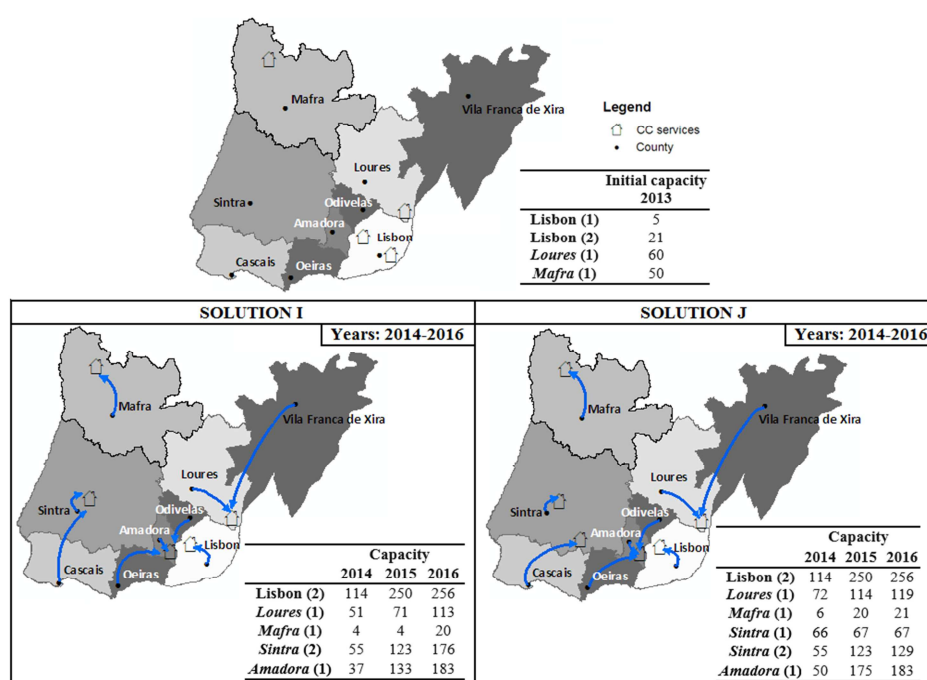 Mafra
Vila Franca de Xira
Loures
Sintra
Odivelas
Amadora
Lisbon
Cascais
Oeiras
Legend
CC services
County
Initial capacity
2013
Lisbon (1) 5
Lisbon (2) 21
Loures (1) 60
Mafra (1) 50
SOLUTION I
Years: 2014-2016
Mafra
Vila Franca de Xira
Loures
Sintra
Odivelas
Amadora
Lisbon
Cascais
Oeiras
Capacity
2014 2015 2016
Lisbon (2) 114 250 256
Loures (1) 51 71 113
Mafra (1) 4 4 20
Sintra (2) 55 123 176
Amadora (1) 37 133 183
SOLUTION J
Years: 2014-2016
Mafra
Vila Franca de Xira
Loures
Sintra
Odivelas
Amadora
Lisbon
Cascais
Oeiras
Capacity
2014 2015 2016
Lisbon (2) 114 250 256
Loures (1) 72 114 119
Mafra (1) 6 20 21
Sintra (1) 66 67 67
Sintra (2) 55 123 129
Amadora (1) 50 175 183